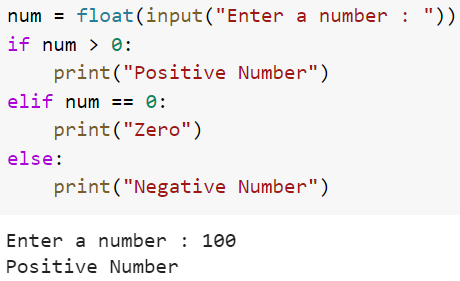 num = float(input("Enter a number : "))
if num > 0:
    print("Positive Number")
elif num == 0:
    print("Zero")
else:
    print("Negative Number")
Enter a number : 100
Positive Number